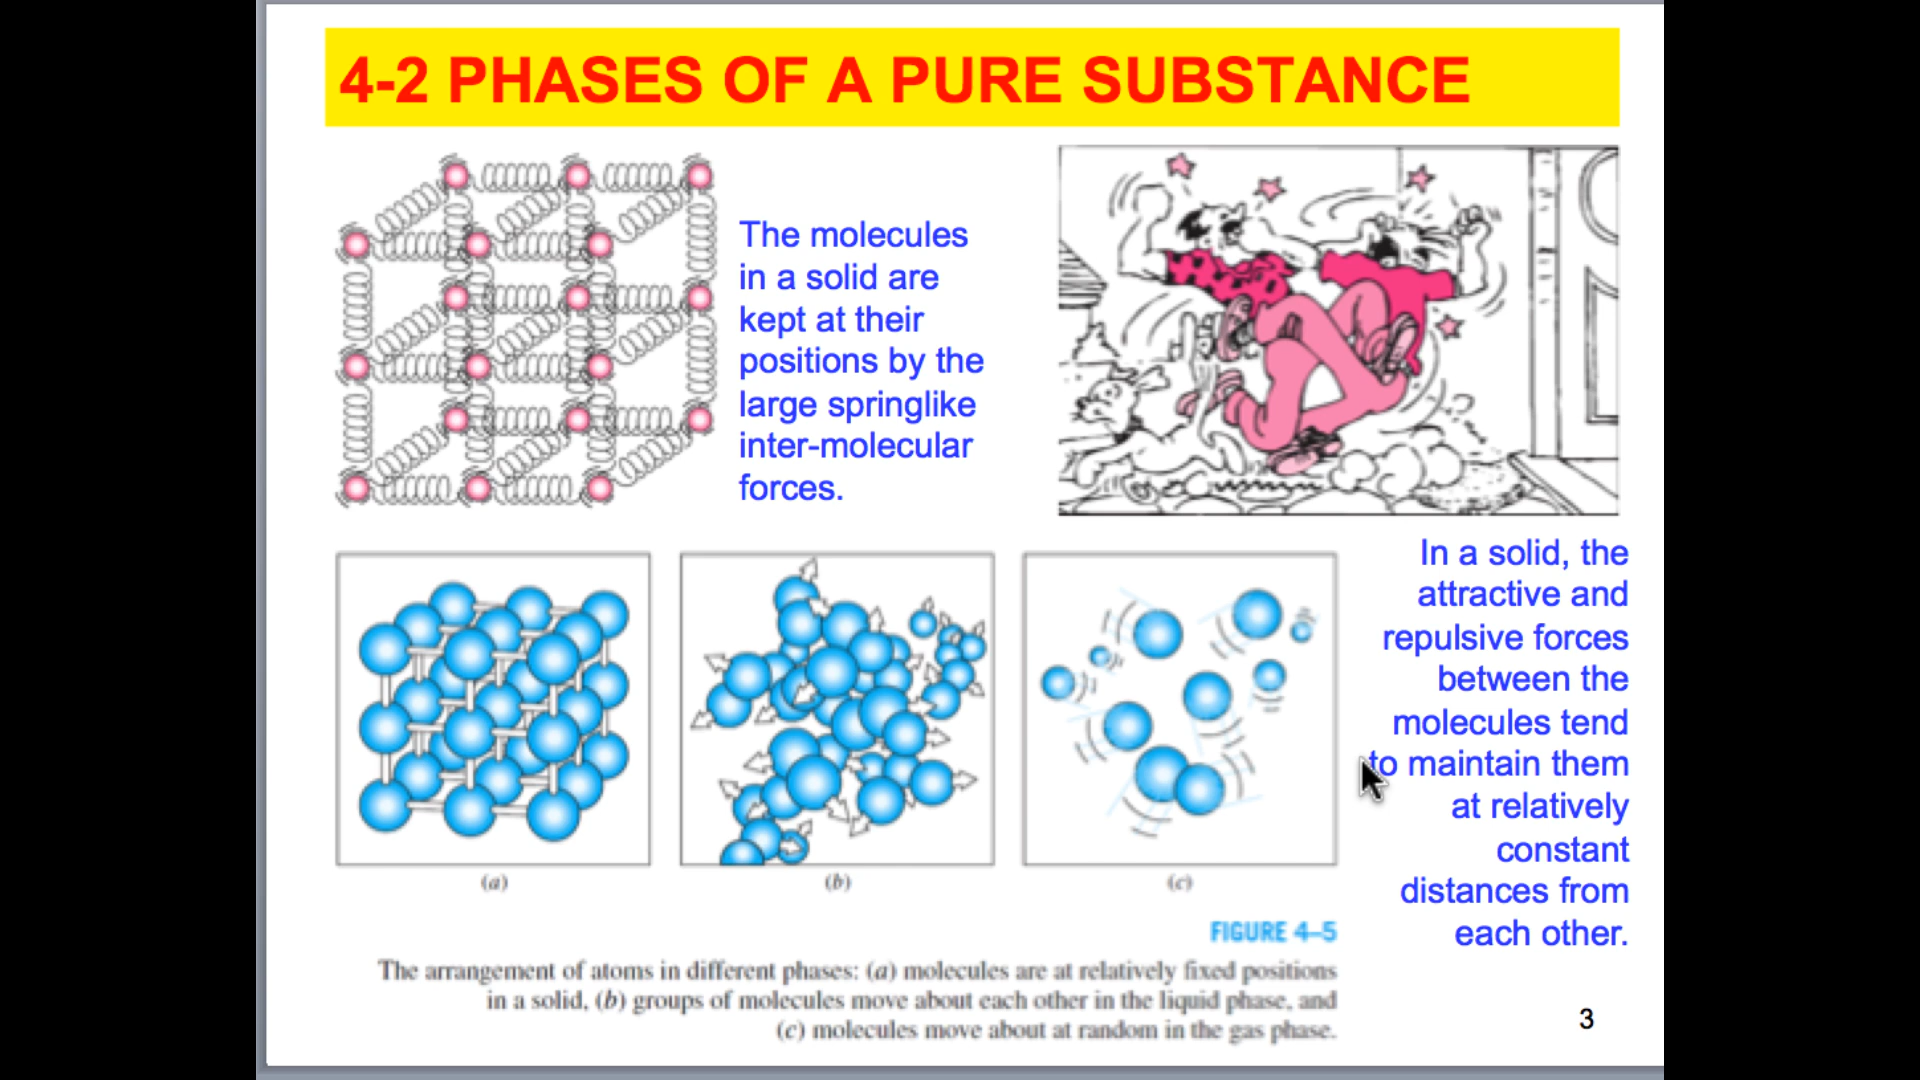 4-2 PHASES OF A PURE SUBSTANCE
The molecules
in a solid are
kept at their
positions by the
large springlike
inter-molecular
forces.
In a solid, the
attractive and
repulsive forces
between the
molecules tend
to maintain them
at relatively
constant
distances from
each other.
(a)
(b)
(c)
FIGURE 4–5
The arrangement of atoms in different phases: (a) molecules are at relatively fixed positions
in a solid, (b) groups of molecules move about each other in the liquid phase, and
(c) molecules move about at random in the gas phase.
3